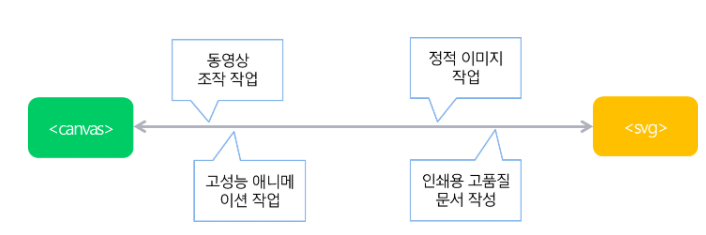 동영상
조작 작업
정적 이미지
작업
<canvas>
<svg>
고성능 애니메
이션 작업
인쇄용 고품질
문서 작성